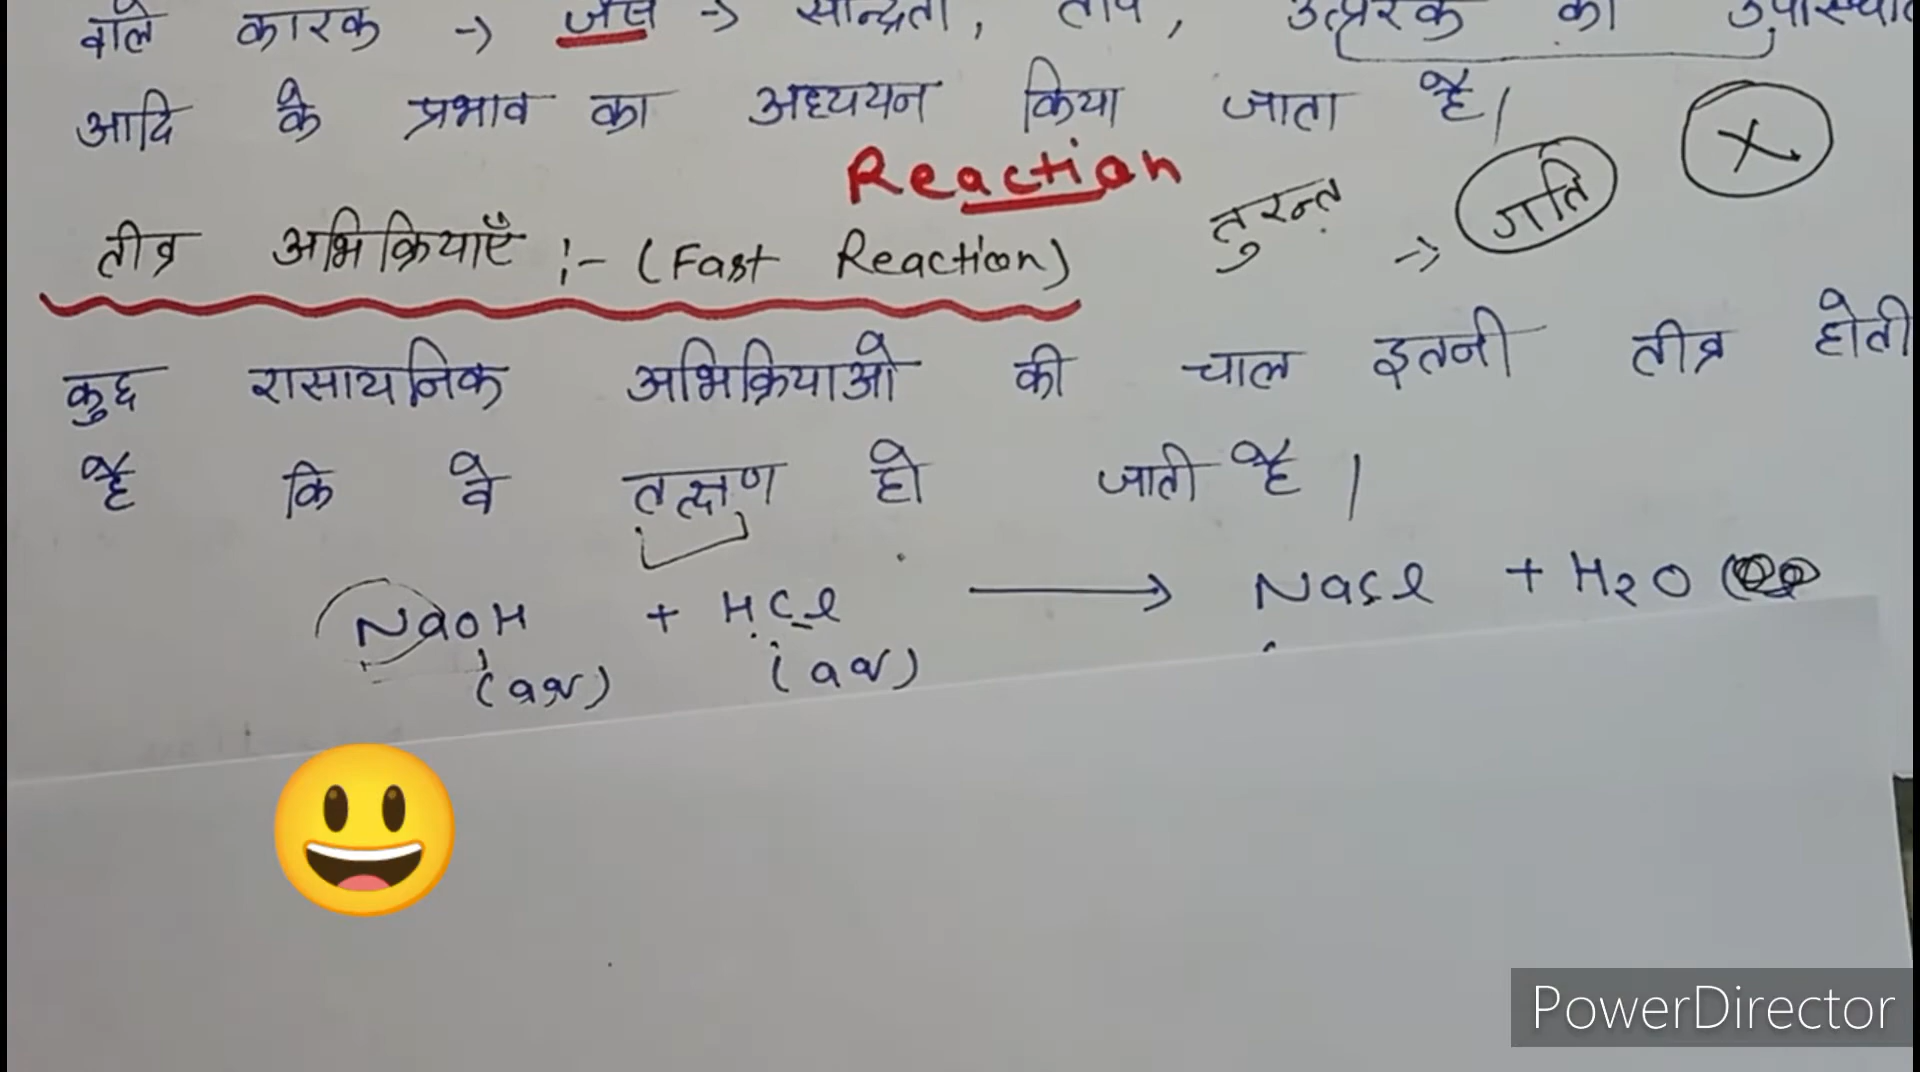 वाले कारक -> जैसे -> सान्द्रता, ताप, उत्प्रेरक की
आदि के प्रभाव का अध्ययन किया जाता है।
Reaction
तुरन्त -> गति X
तीव्र अभिक्रियाएँ :- (Fast Reaction)
कुछ रासायनिक अभिक्रियाओ की चाल इतनी तीव्र होती
है कि वे तत्क्षण हो जाती है।
NaOH + HCl ⟶ NaCl + H2O
(aq) (aq)
PowerDirector